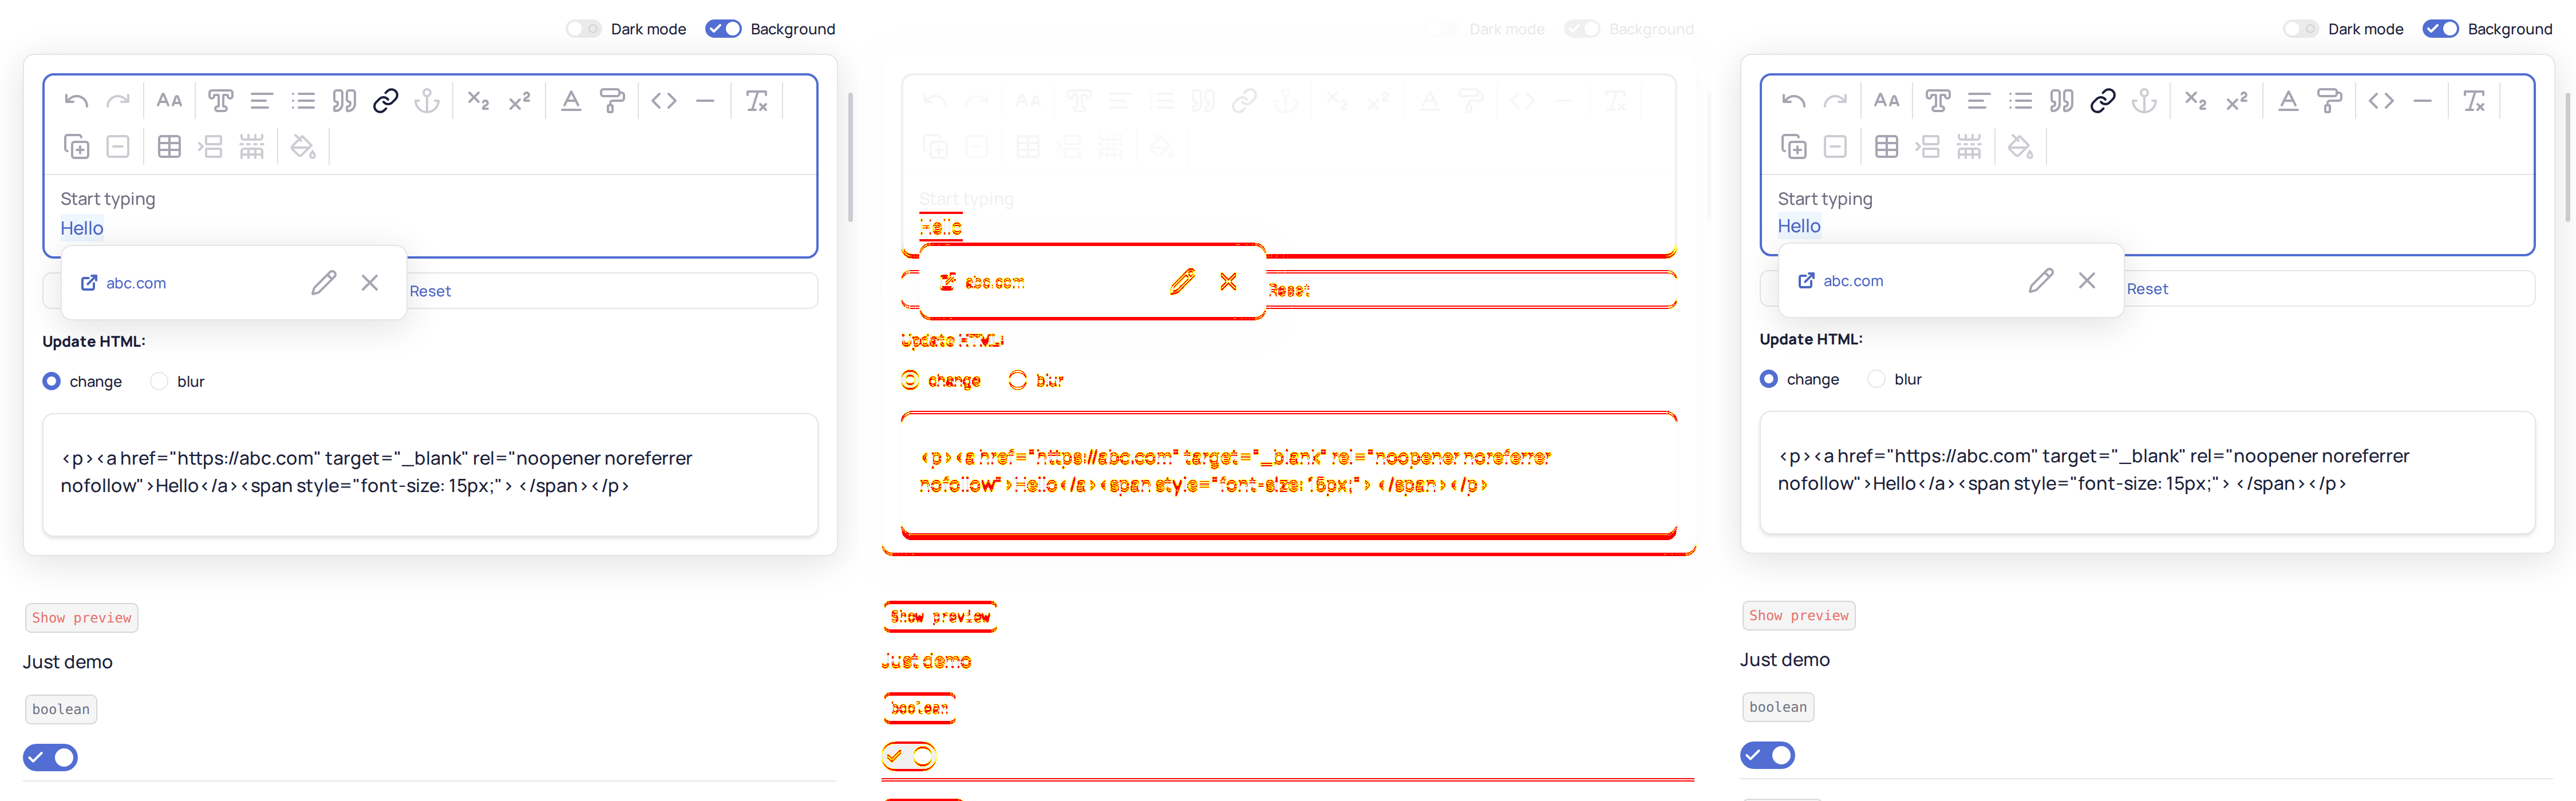 Dark mode Background
Start typing
Hello
abc.com
Reset
Update HTML:
change blur
<p><a href="https://abc.com" target="_blank" rel="noopener noreferrer
nofollow">Hello</a><span style="font-size: 15px;"> </span></p>
Show preview
Just demo
boolean
Dark mode Background
Start typing
Hello
abc.com
Reset
Update HTML:
change blur
<p><a href="https://abc.com" target="_blank" rel="noopener noreferrer
nofollow">Hello</a><span style="font-size: 15px;"> </span></p>
Show preview
Just demo
boolean
Dark mode Background
Start typing
Hello
abc.com
Reset
Update HTML:
change blur
<p><a href="https://abc.com" target="_blank" rel="noopener noreferrer
nofollow">Hello</a><span style="font-size: 15px;"> </span></p>
Show preview
Just demo
boolean